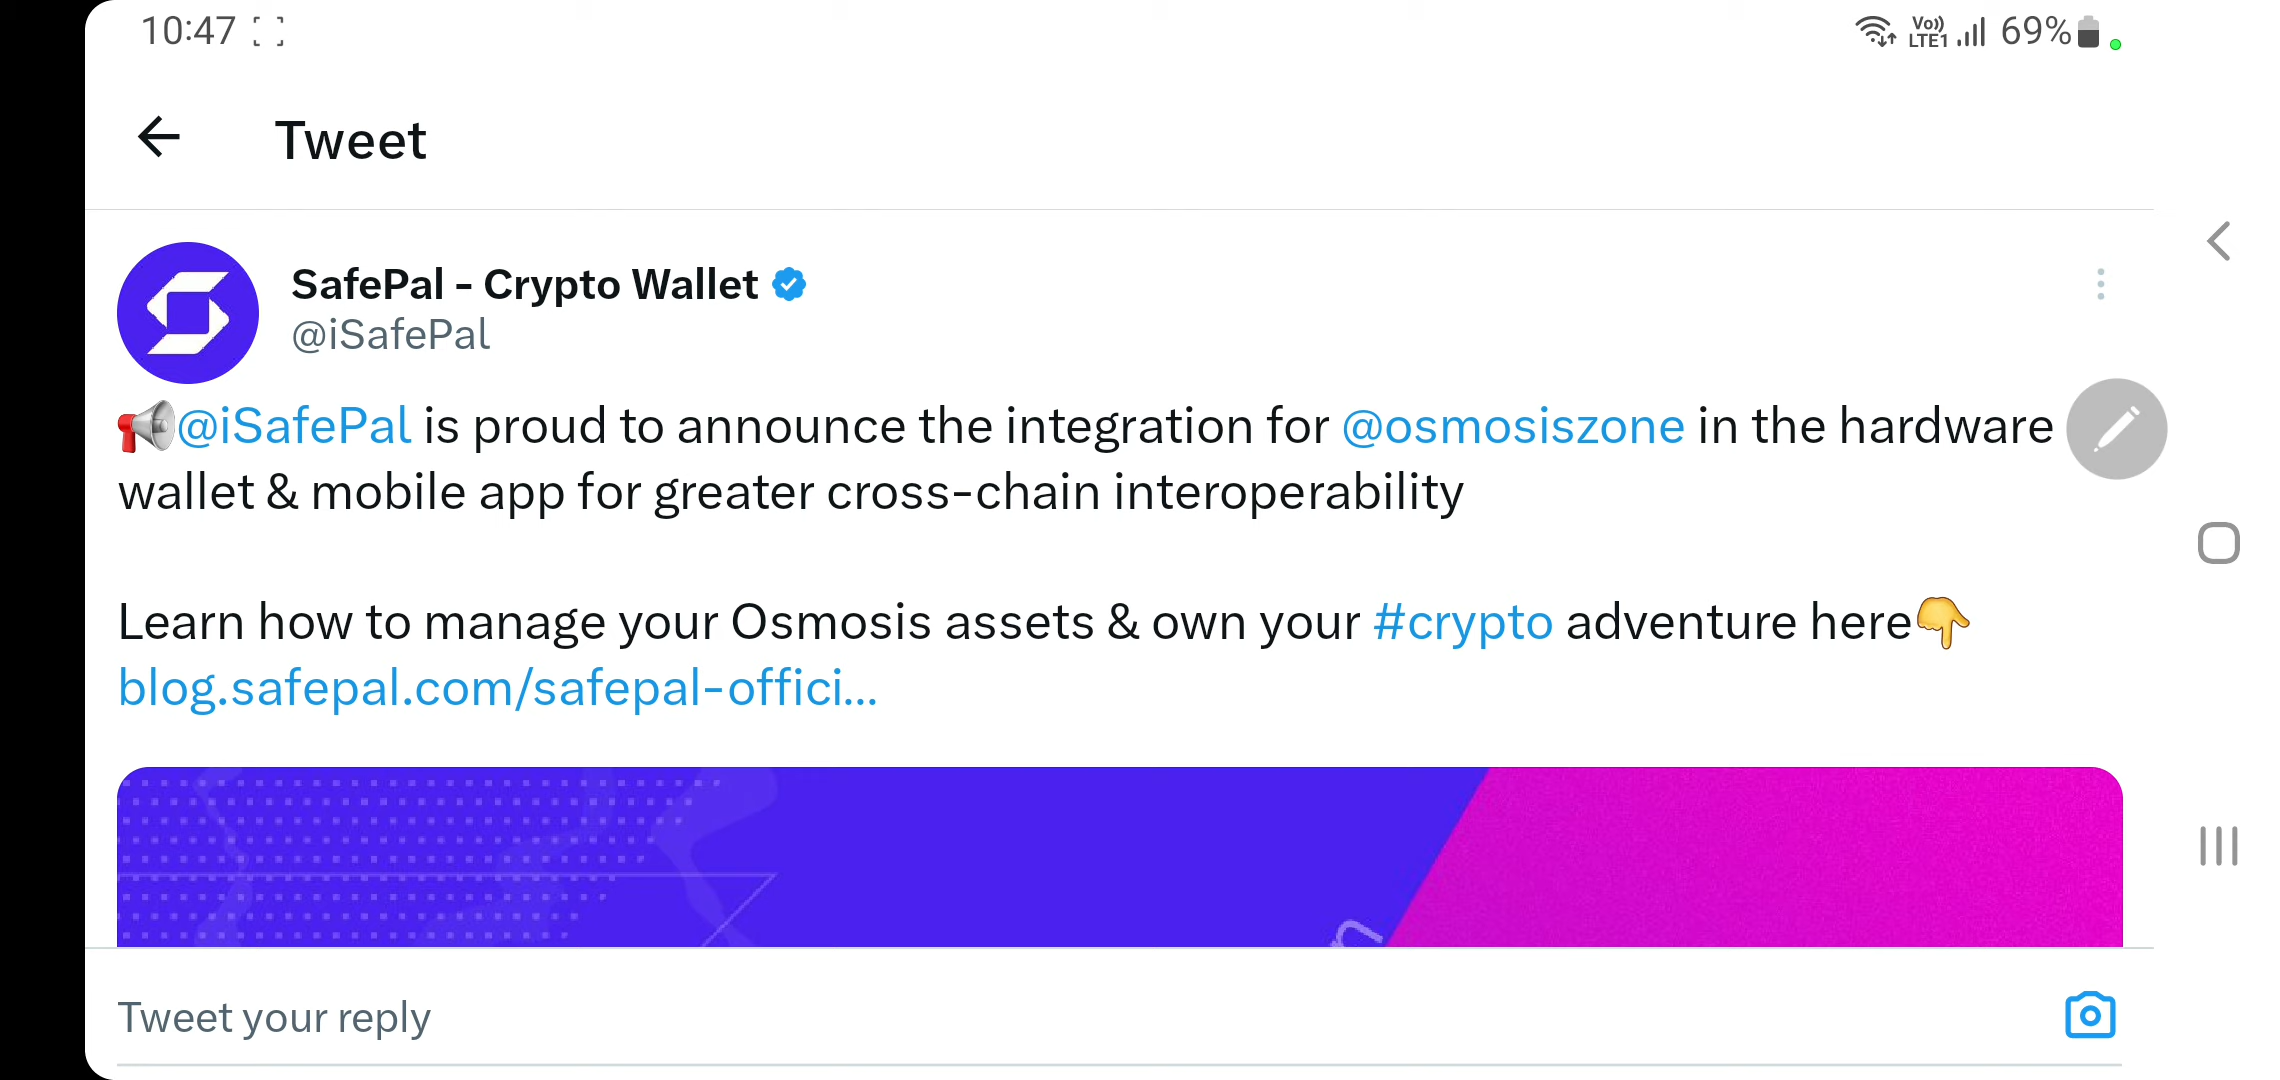 10:47
Vo)) LTE1 69%
Tweet
SafePal - Crypto Wallet
@iSafePal
📢@iSafePal is proud to announce the integration for @osmosiszone in the hardware
wallet & mobile app for greater cross-chain interoperability
Learn how to manage your Osmosis assets & own your #crypto adventure here👇
blog.safepal.com/safepal-offici...
Tweet your reply